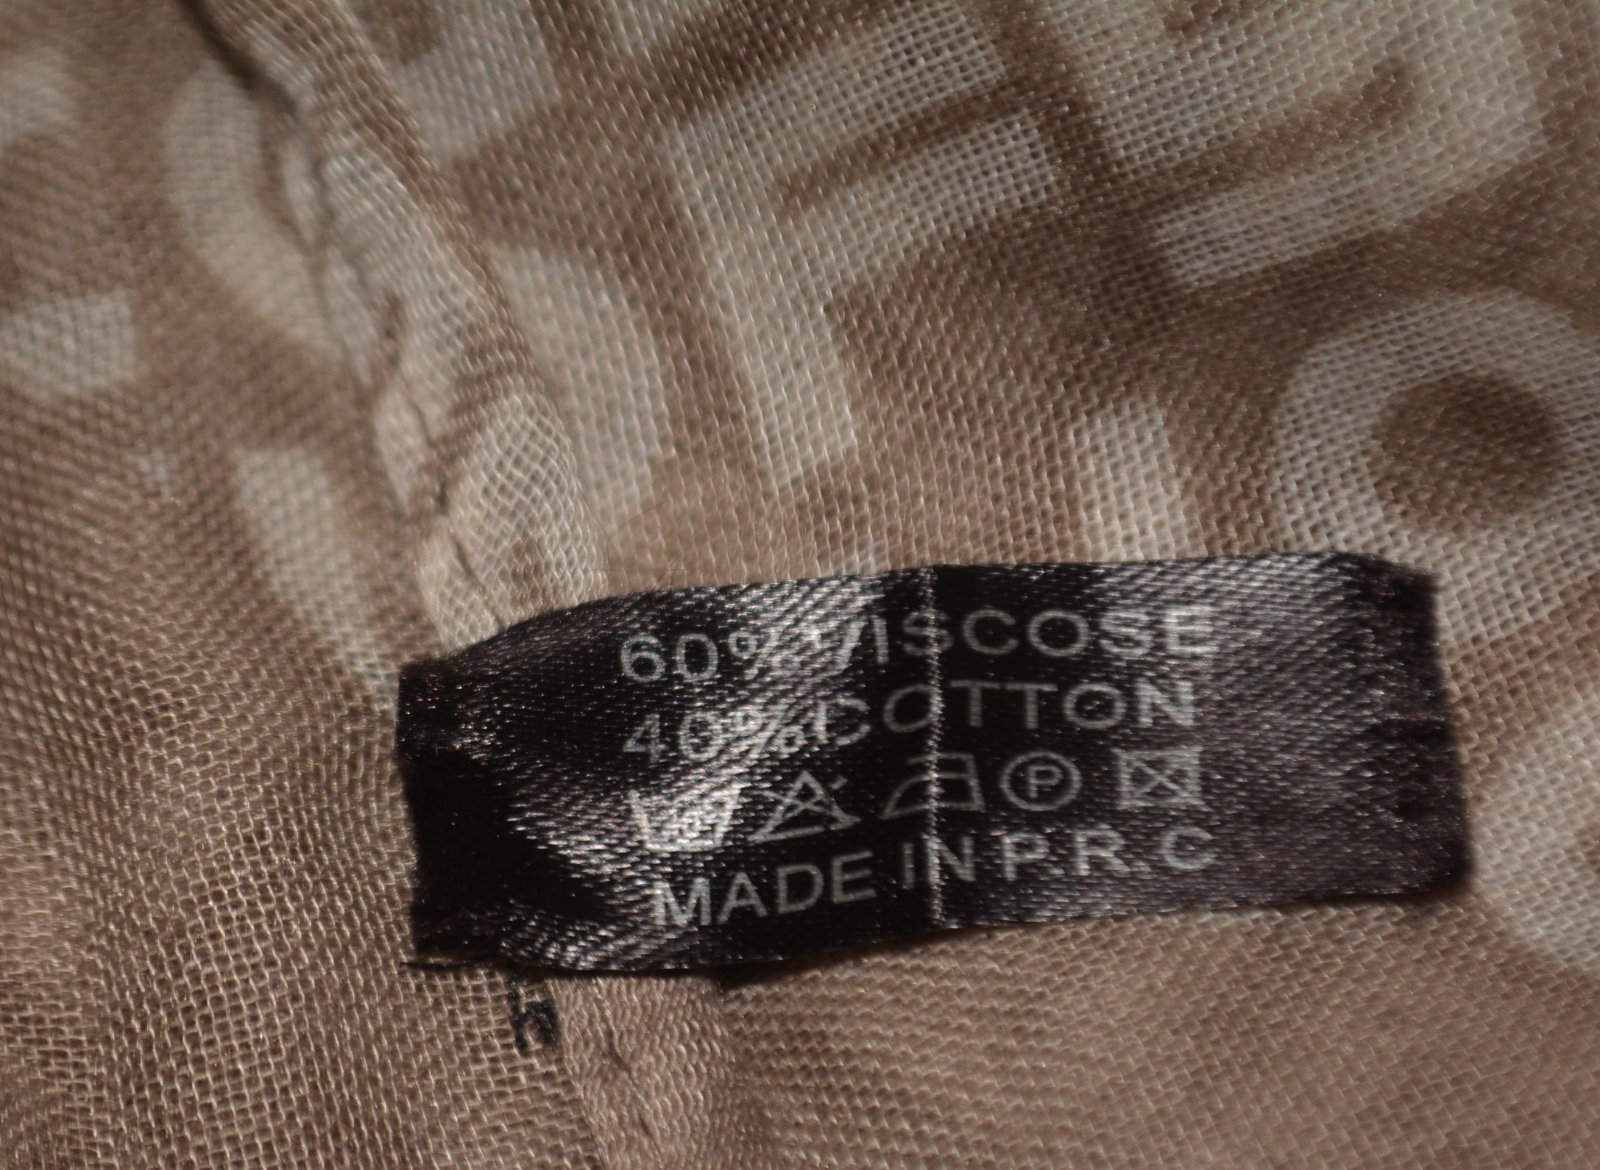 60% VISCOSE
40% COTTON
P
MADE IN P.R.C